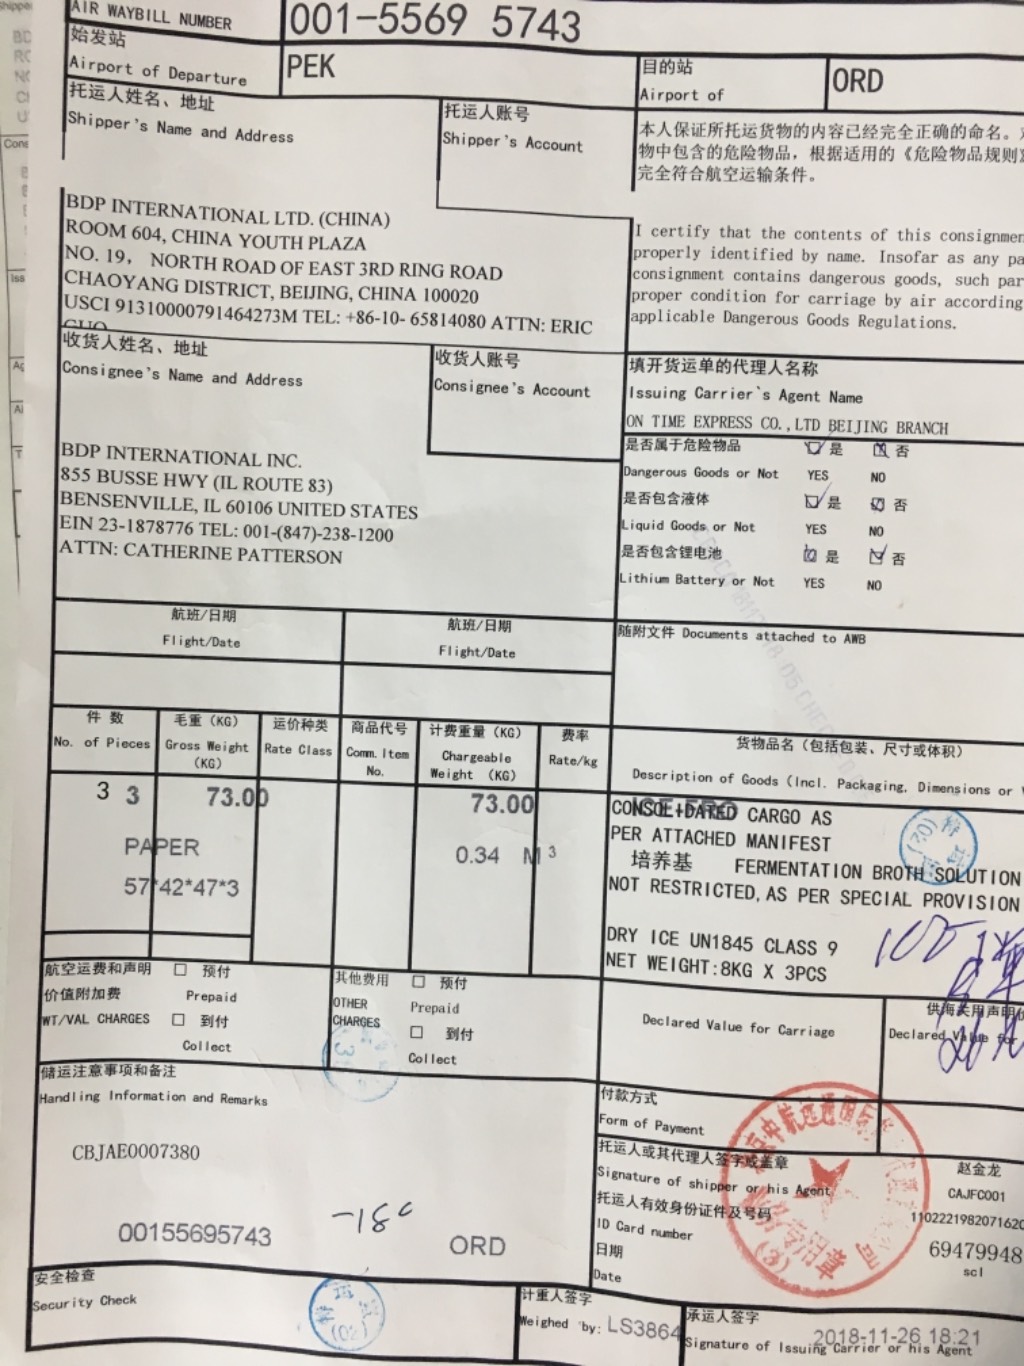 AIR WAYBILL NUMBER
001-5569 5743
始发站
Airport of Departure
PEK
目的站
Airport of
ORD
托运人姓名、地址
Shipper's Name and Address
托运人账号
Shipper's Account
本人保证所托运货物的内容已经完全正确的命名。
物中包含的危险物品，根据适用的《危险物品规则》
完全符合航空运输条件。
BDP INTERNATIONAL LTD. (CHINA)
ROOM 604, CHINA YOUTH PLAZA
NO. 19, NORTH ROAD OF EAST 3RD RING ROAD
CHAOYANG DISTRICT, BEIJING, CHINA 100020
USCI 91310000791464273M TEL: +86-10- 65814080 ATTN: ERIC
GUO
I certify that the contents of this consignmen
properly identified by name. Insofar as any pa
consignment contains dangerous goods, such par
proper condition for carriage by air according
applicable Dangerous Goods Regulations.
收货人姓名、地址
Consignee's Name and Address
收货人账号
Consignee's Account
填开货运单的代理人名称
Issuing Carrier's Agent Name
ON TIME EXPRESS CO.,LTD BEIJING BRANCH
BDP INTERNATIONAL INC.
855 BUSSE HWY (IL ROUTE 83)
BENSENVILLE, IL 60106 UNITED STATES
EIN 23-1878776 TEL: 001-(847)-238-1200
ATTN: CATHERINE PATTERSON
是否属于危险物品 是 否
Dangerous Goods or Not YES NO
是否包含液体 是 否
Liquid Goods or Not YES NO
是否包含锂电池 是 否
Lithium Battery or Not YES NO
航班/日期
Flight/Date
航班/日期
Flight/Date
随附文件 Documents attached to AWB
件 数
No. of Pieces
毛重（KG）
Gross Weight
(KG)
运价种类
Rate Class
商品代号
Comm. Item
No.
计费重量（KG）
Chargeable
Weight (KG)
费率
Rate/kg
货物品名（包括包装、尺寸或体积）
Description of Goods (Incl. Packaging, Dimensions or
3 3
73.00
73.00
PAPER
57*42*47*3
0.34 M3
CONSOLIDATED CARGO AS
PER ATTACHED MANIFEST
培养基 FERMENTATION BROTH SOLUTION
NOT RESTRICTED, AS PER SPECIAL PROVISION
DRY ICE UN1845 CLASS 9
NET WEIGHT:8KG X 3PCS
航空运费和声明 预付
价值附加费 Prepaid
WT/VAL CHARGES 到付
Collect
其他费用 预付
OTHER Prepaid
CHARGES 到付
Collect
Declared Value for Carriage
供海关用声明价
Declared Value for
储运注意事项和备注
Handling Information and Remarks
CBJAE0007380
-18c
00155695743
ORD
付款方式
Form of Payment
托运人或其代理人签字或盖章
Signature of shipper or his Agent
托运人有效身份证件及号码
ID Card number
日期
Date
赵金龙
CAJFC001
11022219820716​20
69479948
scl
安全检查
Security Check
计重人签字
Weighed by: LS3864
承运人签字
2018-11-26 18:21
Signature of Issuing Carrier or his Agent